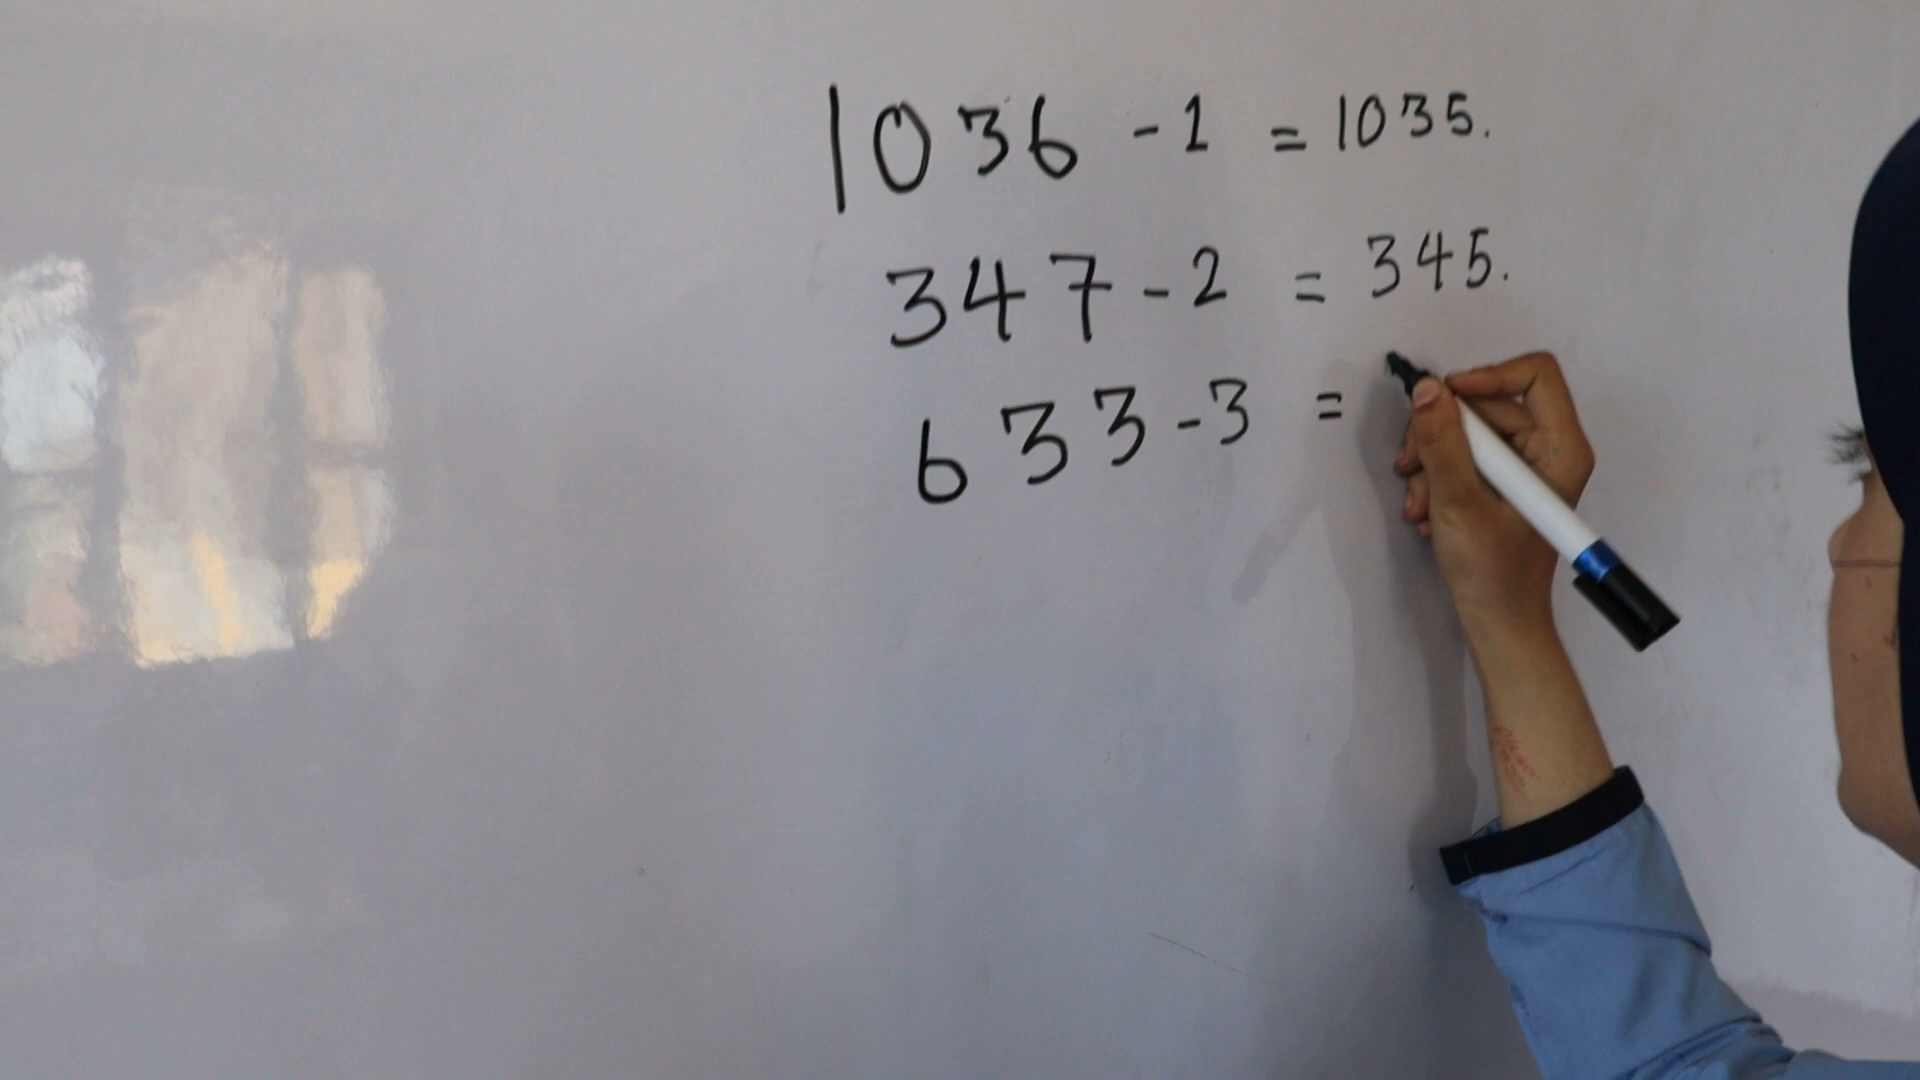 1036 - 1 = 1035.
347 - 2 = 345.
633 - 3 =